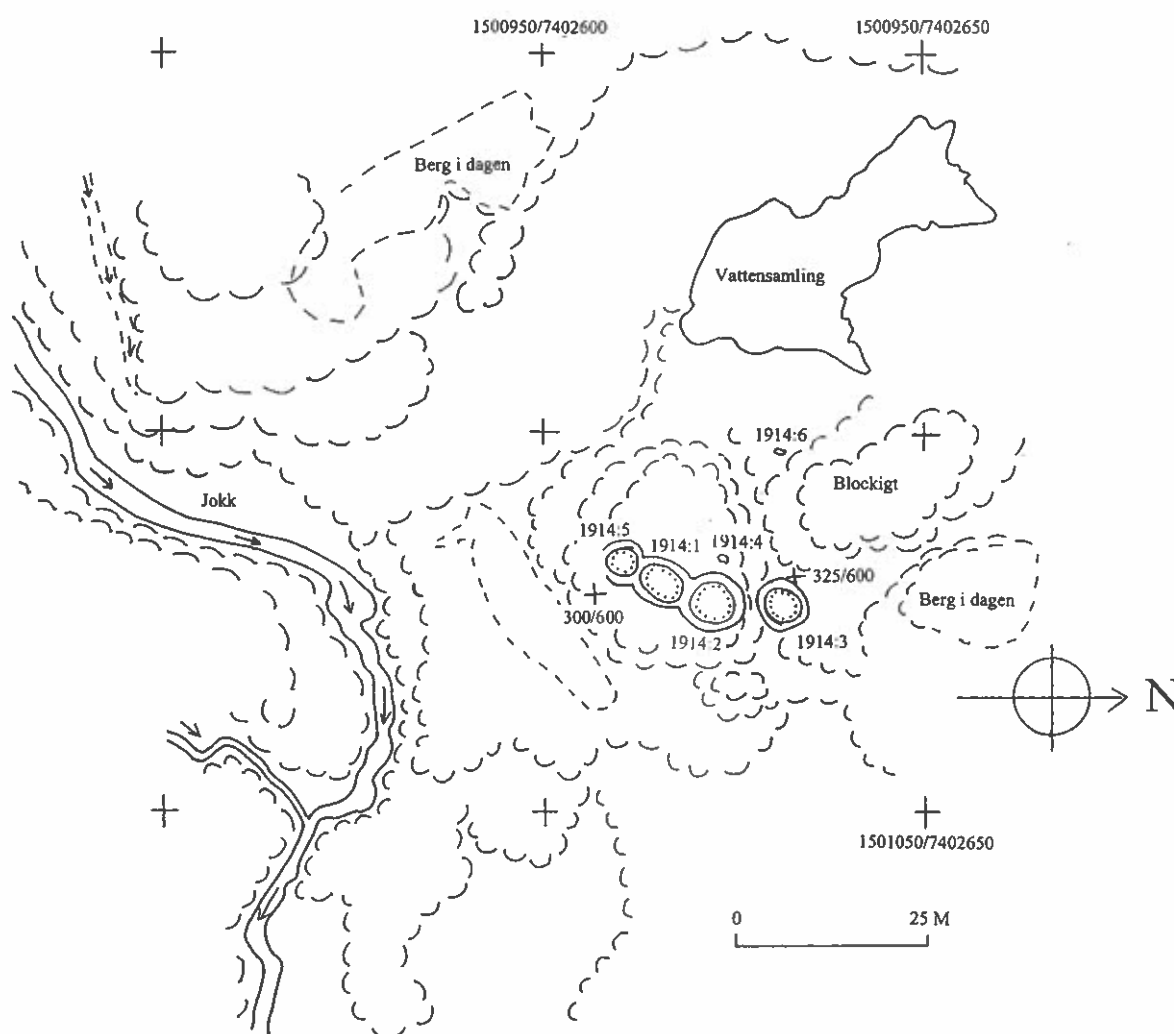 1500950/7402600
1500950/7402650
Berg i dagen
Vattensamling
1914:6
Blockigt
Jokk
1914:5
1914:1
1914:4
325/600
300/600
Berg i dagen
1914:2
1914:3
N
1501050/7402650
0 25 M